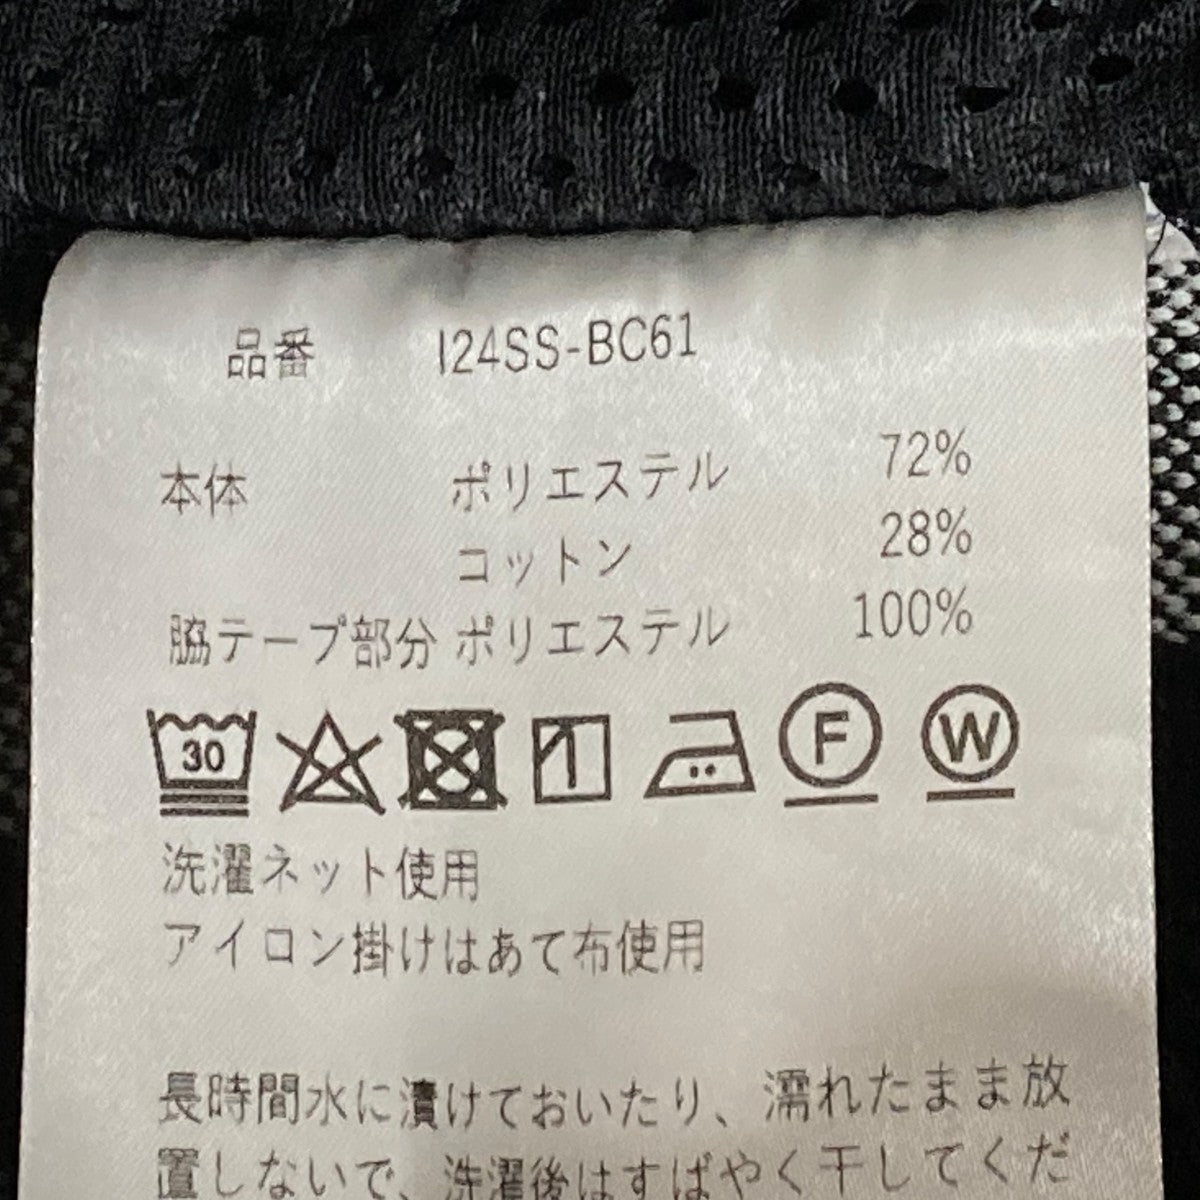 品番 I24SS-BC61
本体 ポリエステル 72%
コットン 28%
脇テープ部分 ポリエステル 100%
30 F W
洗濯ネット使用
アイロン掛けはあて布使用
長時間水に漬けておいたり、濡れたまま放
置しないで、洗濯後はすばやく干してくだ